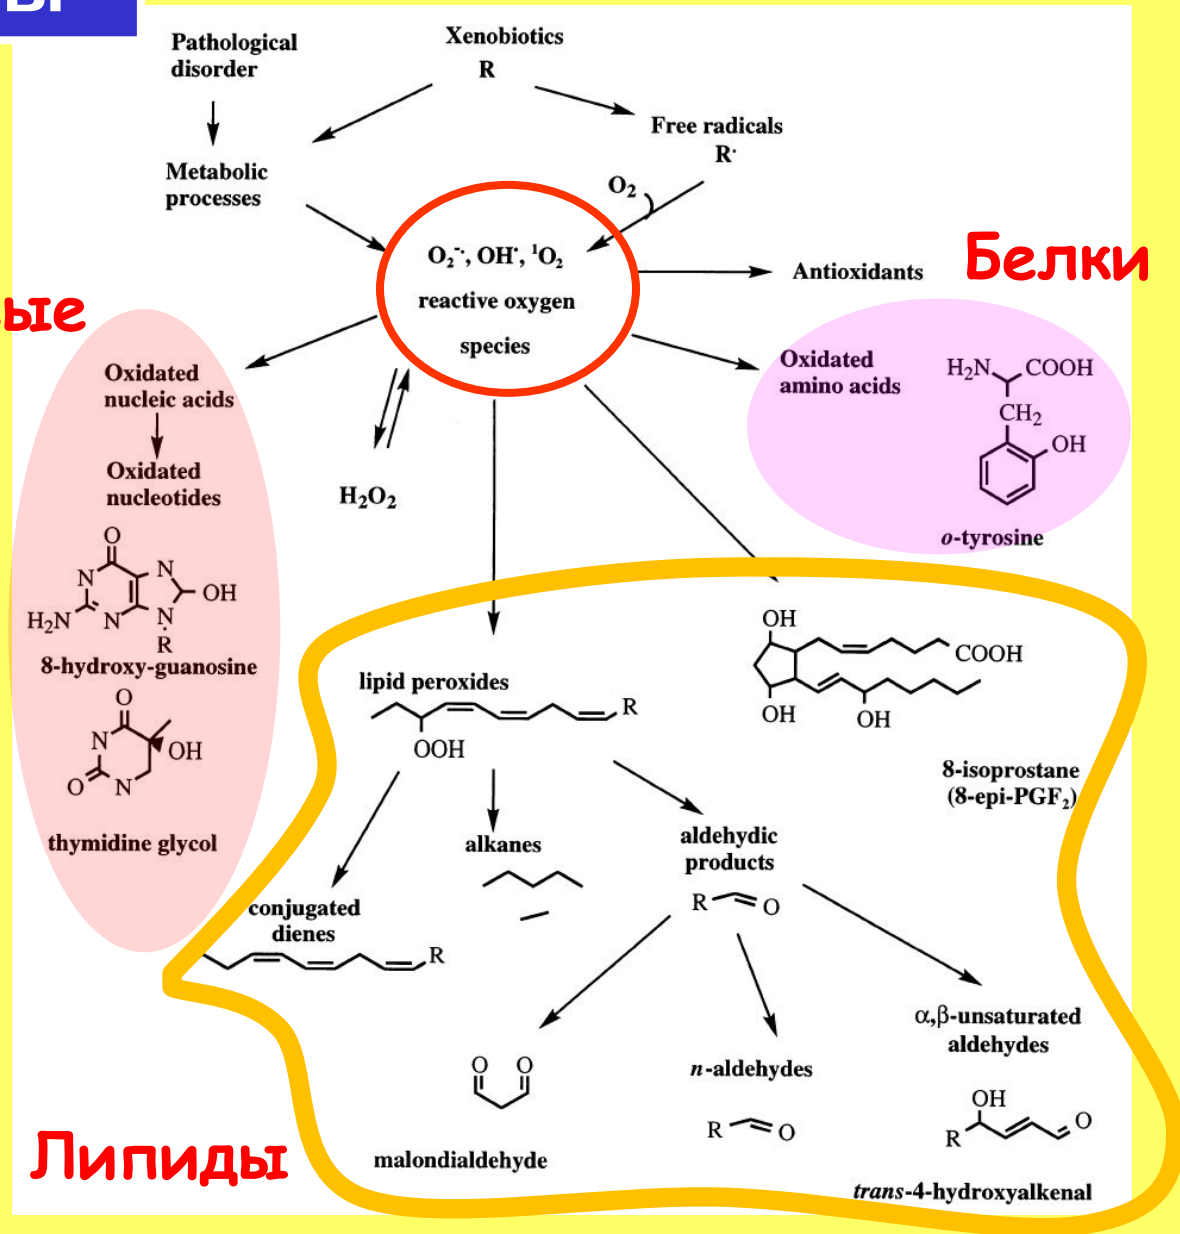 Pathological
disorder
Xenobiotics
R
Free radicals
R·
Metabolic
processes
O₂
O₂⁻·, OH·, ¹O₂
reactive oxygen
species
Antioxidants
Белки
Oxidated
amino acids
H₂N
COOH
CH₂
OH
o-tyrosine
Oxidated
nucleic acids
Oxidated
nucleotides
H₂O₂
O
N
N
OH
H₂N
N
N
R
8-hydroxy-guanosine
O
N
OH
O
N
thymidine glycol
lipid peroxides
R
OOH
OH
COOH
OH
OH
8-isoprostane
(8-epi-PGF₂)
alkanes
aldehydic
products
R
O
conjugated
dienes
R
O
O
malondialdehyde
n-aldehydes
R
O
α,β-unsaturated
aldehydes
OH
R
O
trans-4-hydroxyalkenal
Липиды